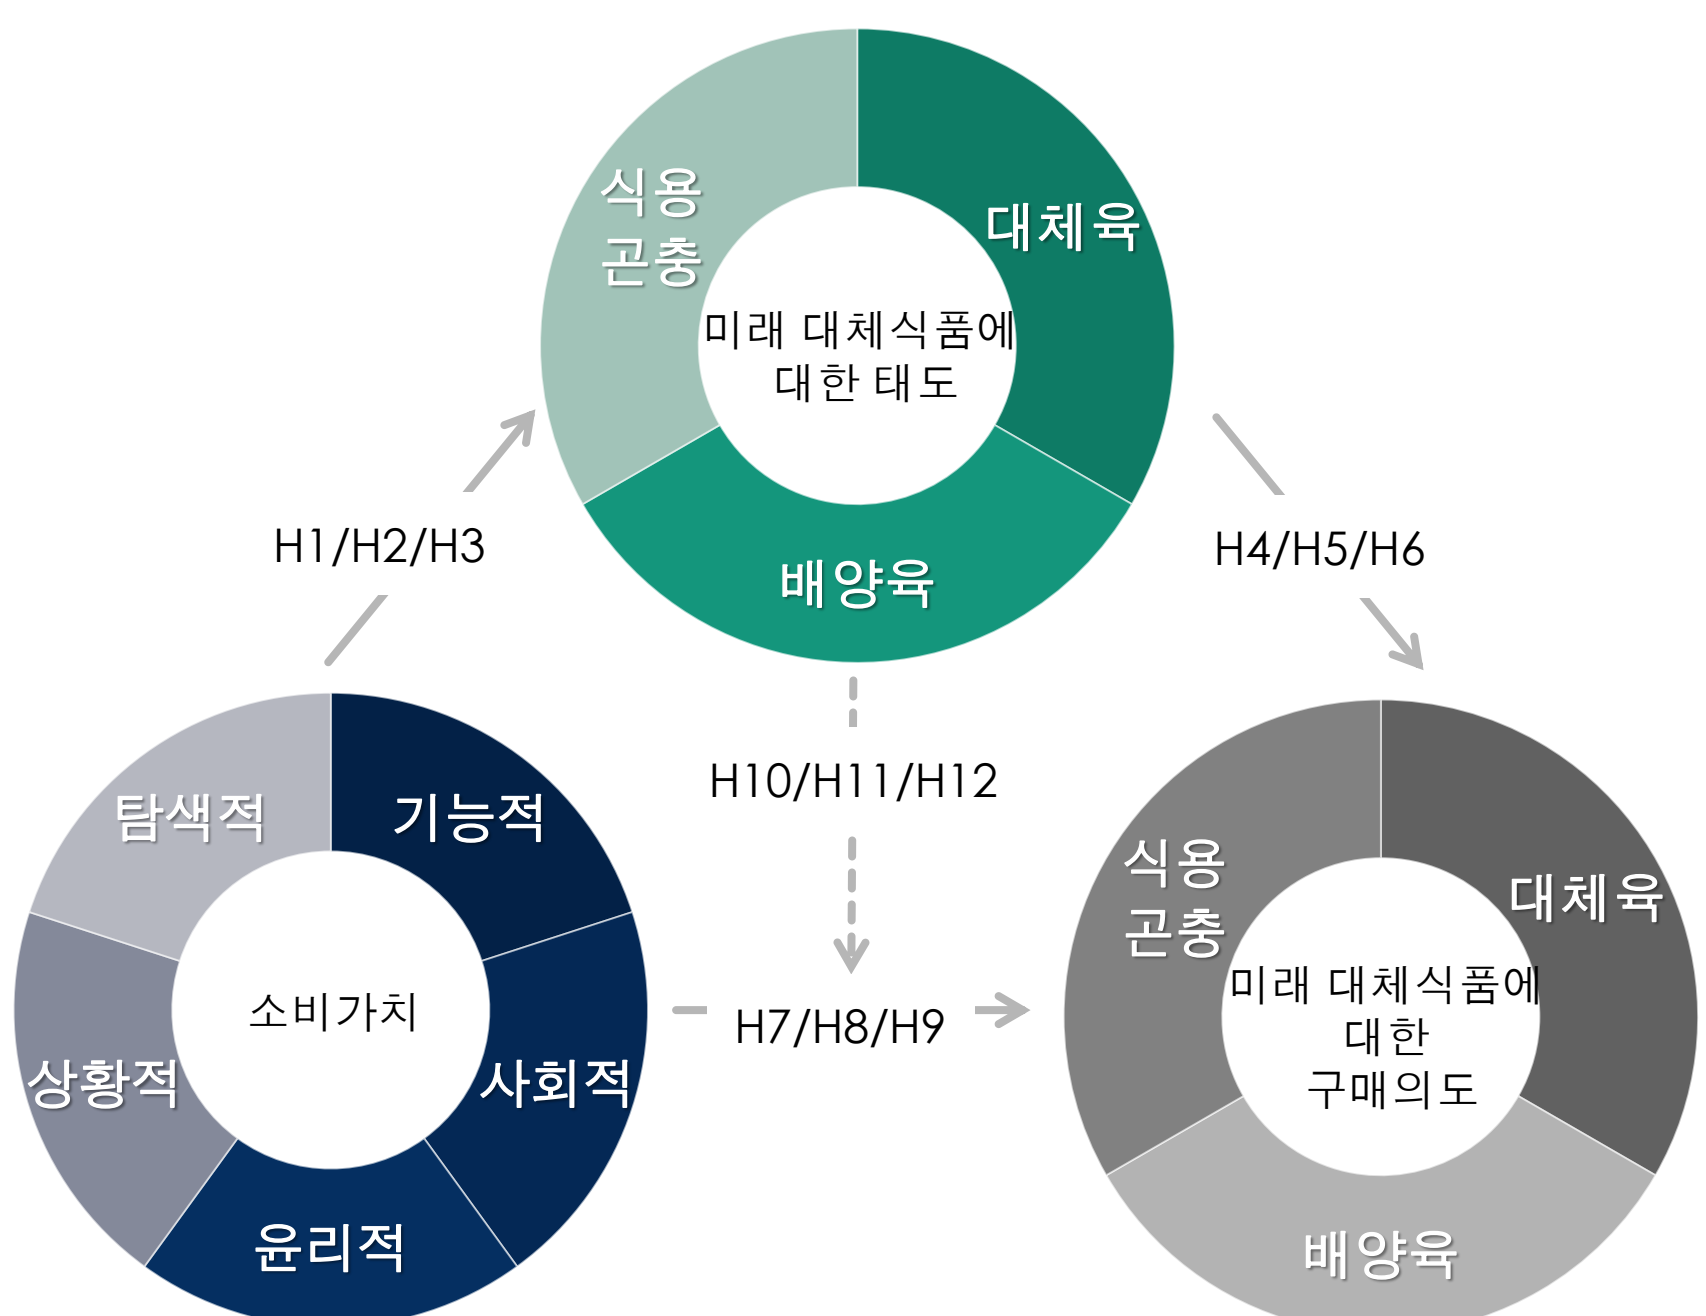 식용
곤충
대체육
미래 대체식품에
대한 태도
배양육
H1/H2/H3
H4/H5/H6
H10/H11/H12
H7/H8/H9
탐색적
기능적
소비가치
상황적
사회적
윤리적
식용
곤충
대체육
미래 대체식품에
대한
구매의도
배양육